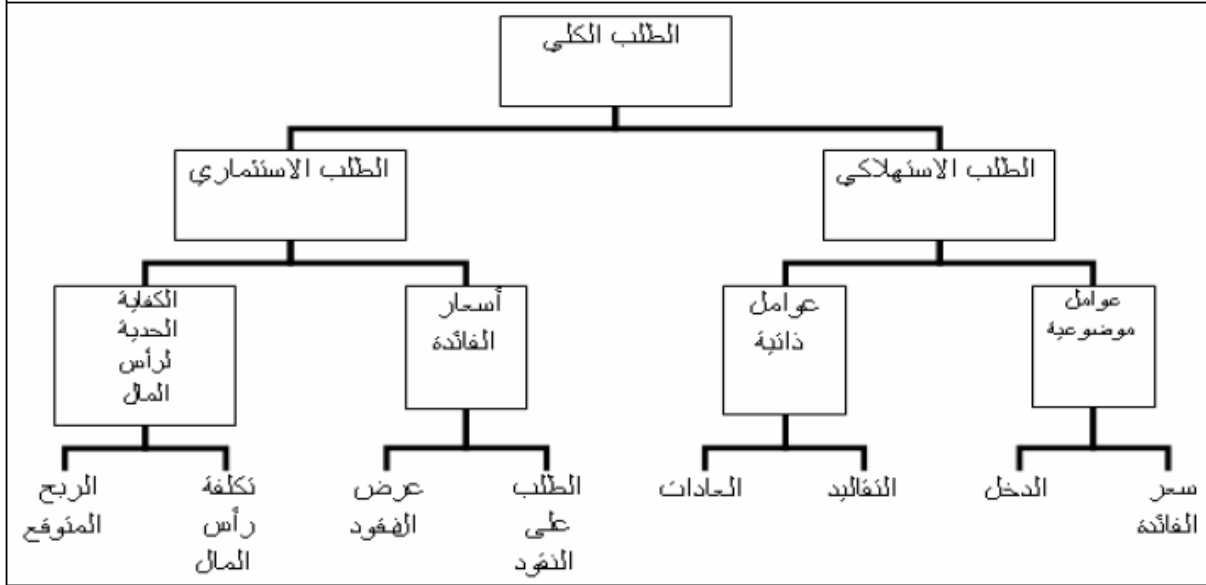 الطلب الكلي
الطلب الاستهلاكي
الطلب الاستثماري
عوامل
موضوعية
عوامل
ذاتية
أسعار
الفائدة
الكفاية
الحدية
لرأس
المال
سعر
الفائدة
الدخل
التقاليد
العادات
الطلب
على
النقود
عرض
النقود
تكلفة
رأس
المال
الربح
المتوقع